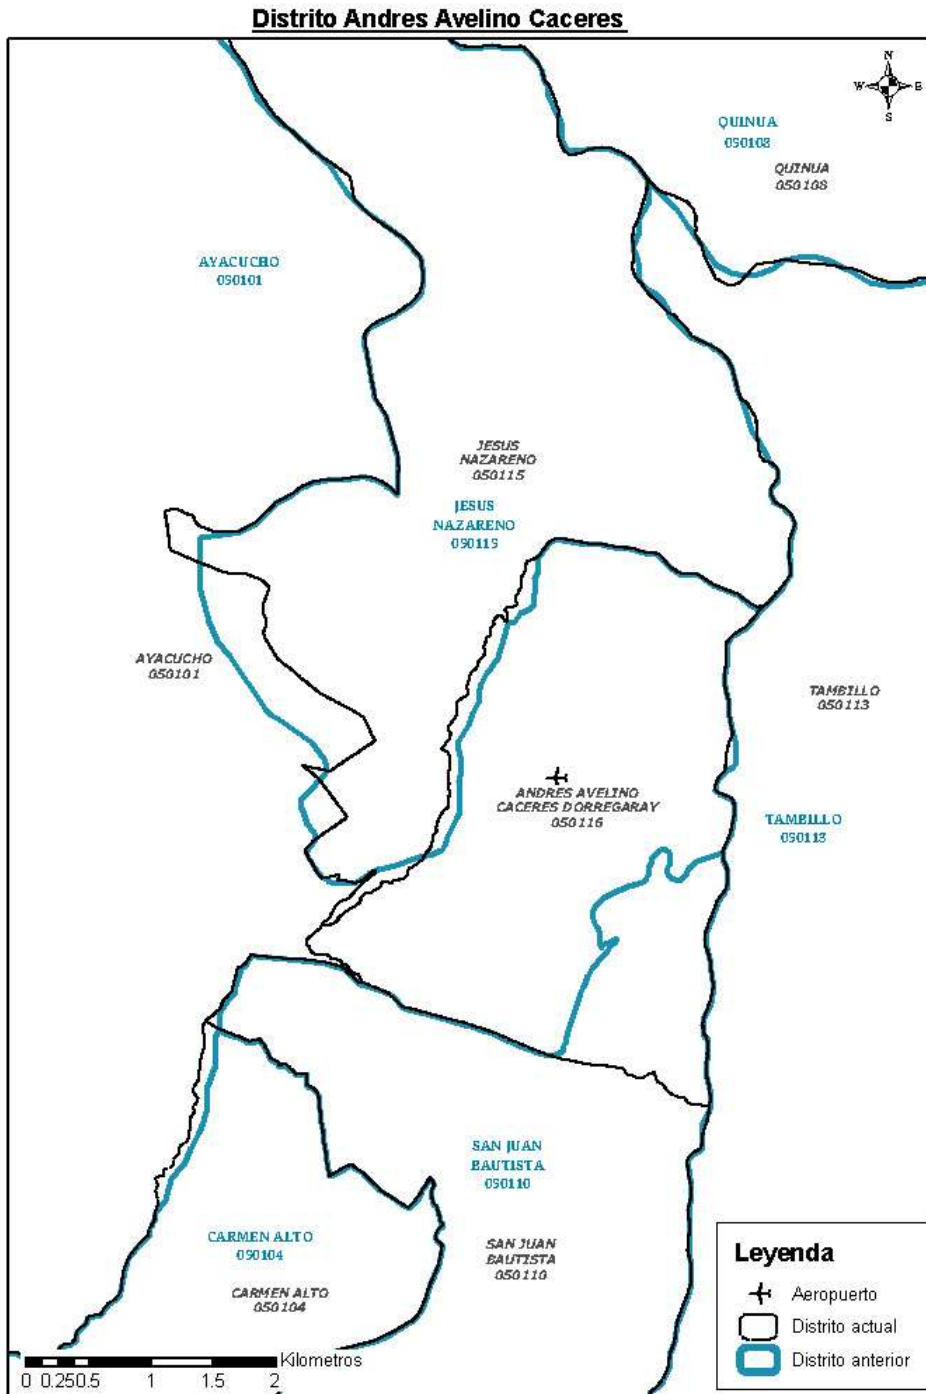 Distrito Andres Avelino Caceres
N
W E
S
QUINUA
050108
QUINUA
050108
AYACUCHO
050101
JESUS
NAZARENO
050115
JESUS
NAZARENO
050115
AYACUCHO
050101
TAMBILLO
050113
ANDRES AVELINO
CACERES DORREGARAY
050116
TAMBILLO
050113
SAN JUAN
BAUTISTA
050110
CARMEN ALTO
050104
SAN JUAN
BAUTISTA
050110
CARMEN ALTO
050104
Leyenda
Aeropuerto
Distrito actual
Distrito anterior
Kilometros
0 0.25 0.5 1 1.5 2